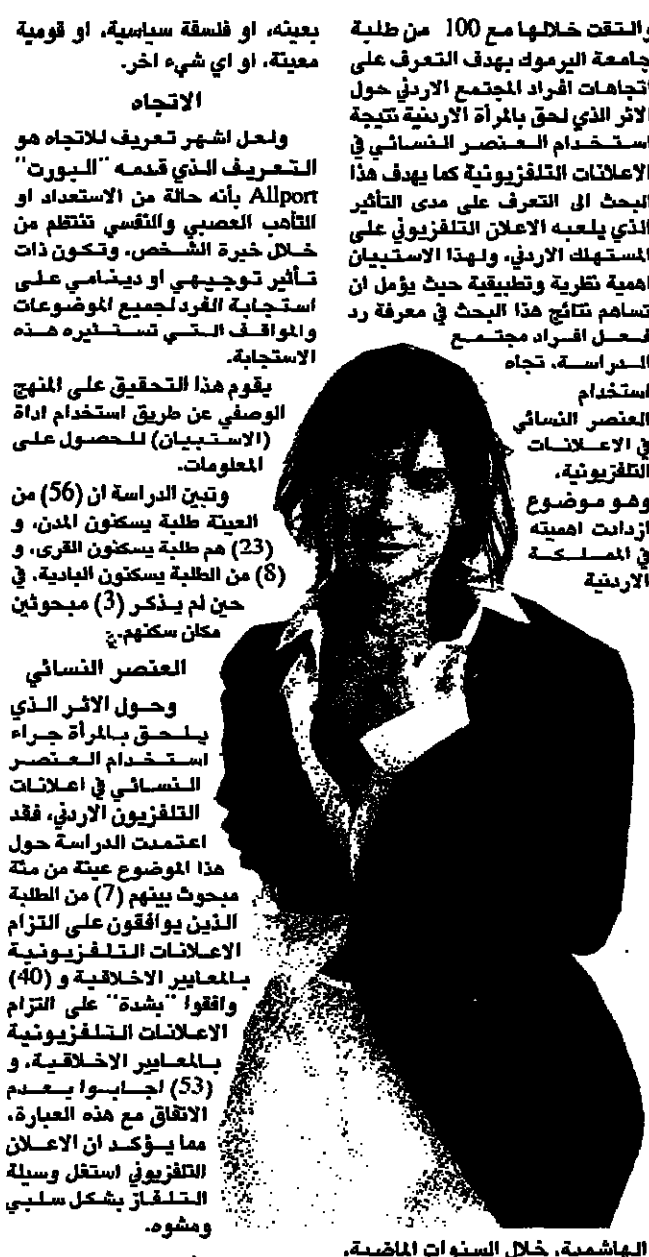 والتقت خلالها مع 100 من طلبة
جامعة اليرموك بهدف التعرف على
اتجاهات افراد المجتمع الاردني حول
الاثر الذي لحق بالمرأة الاردنية نتيجة
استخدام العنصر النسائي في
الاعلانات التلفزيونية كما يهدف هذا
البحث الى التعرف على مدى التأثير
الذي يلعبه الاعلان التلفزيوني على
المستهلك الاردني، ولهذا الاستبيان
اهمية نظرية وتطبيقية حيث يؤمل ان
تساهم نتائج هذا البحث في معرفة رد
فعل افراد مجتمع
الدراسة، تجاه
استخدام
العنصر النسائي
في الاعلانات
التلفزيونية،
وهو موضوع
ازدادت اهميته
في المملكة
الاردنية
الهاشمية، خلال السنوات الماضية،
بعينه، او فلسقة سياسية، او قومية
معينة، او اي شيء اخر.
الاتجاه
ولعل اشهر تعريف للاتجاه هو
التعريف الذي قدمه "البورت"
Allport بأنه حالة من الاستعداد او
التأهب العصبي والنفسي تنتظم من
خلال خبرة الشخص، وتكون ذات
تأثير توجيهي او دينامي على
استجابة الفرد لجميع الموضوعات
والمواقف التي تستثيره هذه
الاستجابة.
يقوم هذا التحقيق على المنهج
الوصفي عن طريق استخدام اداة
(الاستبيان) للحصول على
المعلومات.
وتبين الدراسة ان (56) من
العينة طلبة يسكنون المدن، و
(23) هم طلبة يسكنون القرى، و
(8) من الطلبة يسكنون البادية، في
حين لم يذكر (3) مبحوثين
مكان سكنهم.
العنصر النسائي
وحول الاثر الذي
يلحق بالمرأة جراء
استخدام العنصر
النسائي في اعلانات
التلفزيون الاردني، فقد
اعتمدت الدراسة حول
هذا الموضوع عينة من مئة
مبحوث بينهم (7) من الطلبة
الذين يوافقون على التزام
الاعلانات التلفزيونية
بالمعايير الاخلاقية و (40)
وافقوا "بشدة" على التزام
الاعلانات التلفزيونية
بالمعايير الاخلاقية، و
(53) اجابوا بعدم
الاتفاق مع هذه العبارة،
مما يؤكد ان الاعلان
التلفزيوني استغل وسيلة
التلفاز بشكل سلبي
ومشوه.